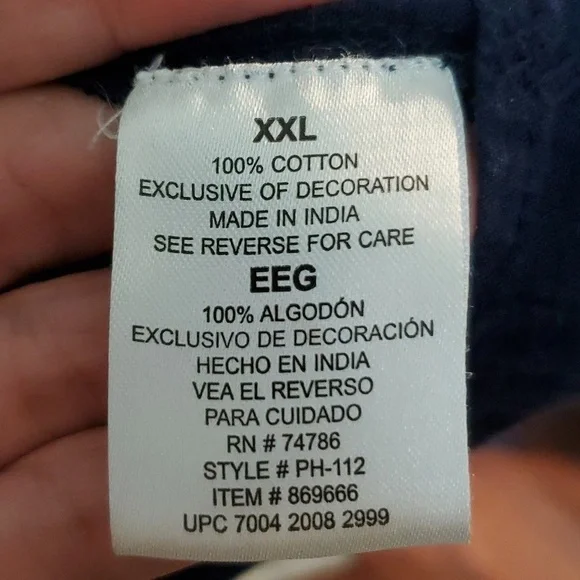 XXL
100% COTTON
EXCLUSIVE OF DECORATION
MADE IN INDIA
SEE REVERSE FOR CARE
EEG
100% ALGODÓN
EXCLUSIVO DE DECORACIÓN
HECHO EN INDIA
VEA EL REVERSO
PARA CUIDADO
RN # 74786
STYLE # PH-112
ITEM # 869666
UPC 7004 2008 2999